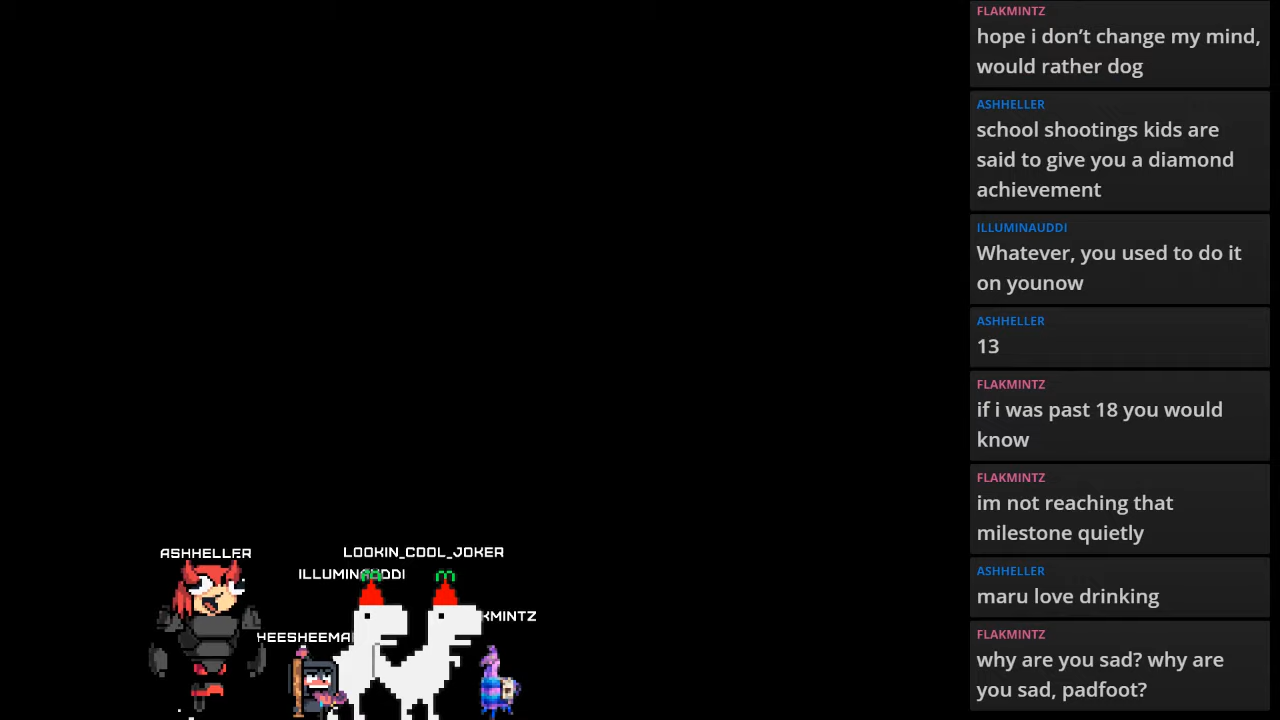 FLAKMINTZ
hope i don’t change my mind,
would rather dog
ASHHELLER
school shootings kids are
said to give you a diamond
achievement
ILLUMINAUDDI
Whatever, you used to do it
on younow
ASHHELLER
13
FLAKMINTZ
if i was past 18 you would
know
FLAKMINTZ
im not reaching that
milestone quietly
ASHHELLER
maru love drinking
FLAKMINTZ
why are you sad? why are
you sad, padfoot?
ASHHELLER
LOOKIN_COOL_JOKER
ILLUMINAUDDI
KMINTZ
HEESHEEMA